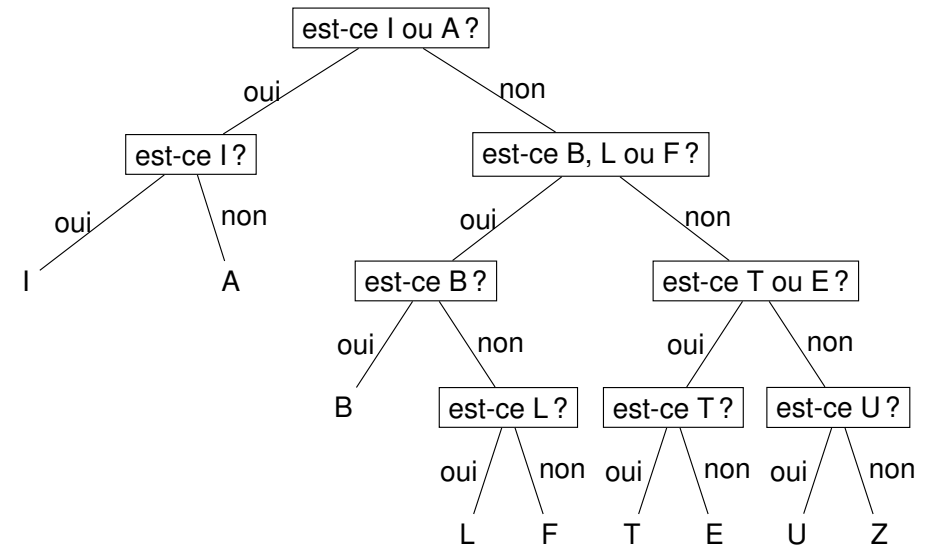 est-ce I ou A ?
oui
non
est-ce I ?
est-ce B, L ou F ?
oui
non
oui
non
I
A
est-ce B ?
est-ce T ou E ?
oui
non
oui
non
B
est-ce L ?
est-ce T ?
est-ce U ?
oui
non
oui
non
oui
non
L
F
T
E
U
Z